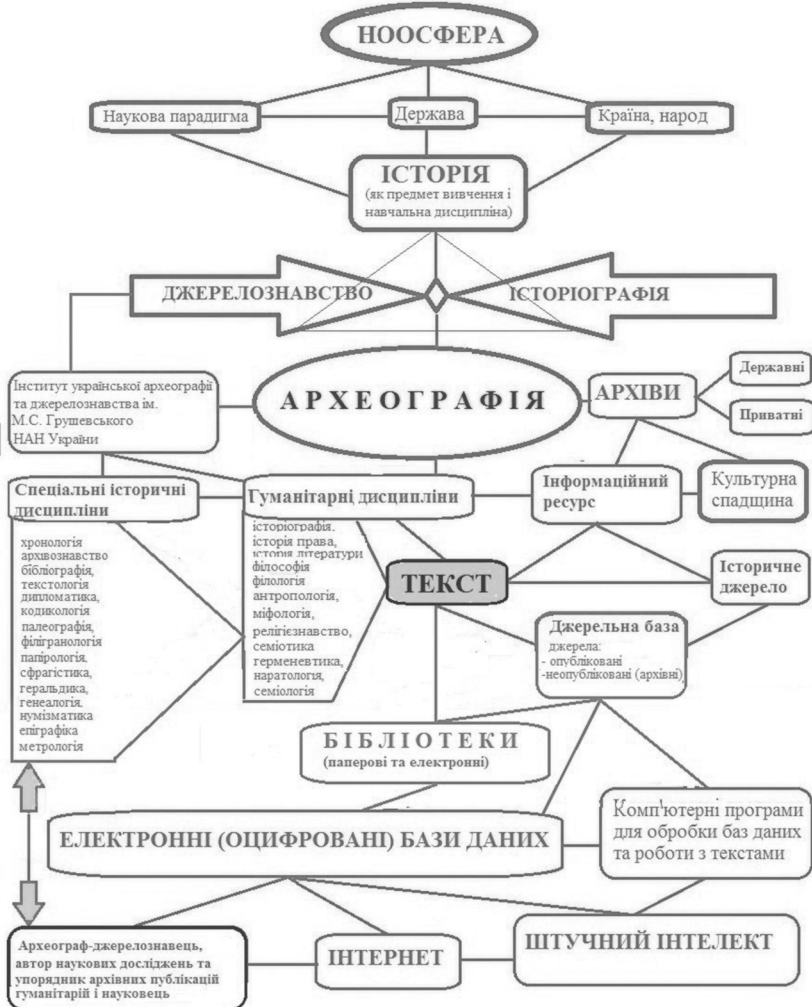 НООСФЕРА
Наукова парадигма
Держава
Країна, народ
ІСТОРІЯ
(як предмет вивчення і
навчальна дисципліна)
ДЖЕРЕЛОЗНАВСТВО
ІСТОРІОГРАФІЯ
Інститут української археографії
та джерелознавства ім.
М.С. Грушевського
НАН України
АРХЕОГРАФІЯ
АРХІВИ
Державні
Приватні
Спеціальні історичні
дисципліни
Гуманітарні дисципліни
Інформаційний
ресурс
Культурна
спадщина
хронологія
архівознавство
бібліографія,
текстологія
дипломатика,
кодикологія
палеографія,
філігранологія
папірологія,
сфрагістика,
геральдика,
генеалогія,
нумізматика
епіграфіка
метрологія
історіографія,
історія права,
історія літератури
філософія
філологія
антропологія,
міфологія,
релігієзнавство,
семіотика
герменевтика,
наратологія,
семіологія
ТЕКСТ
Історичне
джерело
Джерельна база
джерела:
- опубліковані
-неопубліковані (архівні)
БІБЛІОТЕКИ
(паперові та електронні)
ЕЛЕКТРОННІ (ОЦИФРОВАНІ) БАЗИ ДАНИХ
Комп'ютерні програми
для обробки баз даних
та роботи з текстами
Археограф-джерелознавець,
автор наукових досліджень та
упорядник архівних публікацій
гуманітарій і науковець
ІНТЕРНЕТ
ШТУЧНИЙ ІНТЕЛЕКТ